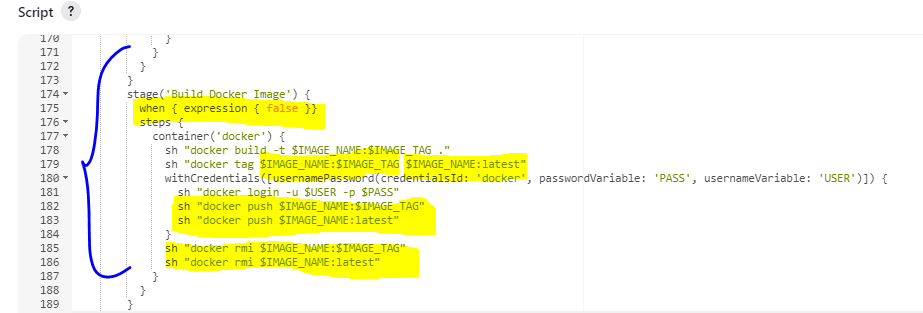 Script ?
170 }
171 }
172 }
173 }
174 stage('Build Docker Image') {
175 when { expression { false }}
176 steps {
177 container('docker') {
178 sh "docker build -t $IMAGE_NAME:$IMAGE_TAG ."
179 sh "docker tag $IMAGE_NAME:$IMAGE_TAG $IMAGE_NAME:latest"
180 withCredentials([usernamePassword(credentialsId: 'docker', passwordVariable: 'PASS', usernameVariable: 'USER')]) {
181 sh "docker login -u $USER -p $PASS"
182 sh "docker push $IMAGE_NAME:$IMAGE_TAG"
183 sh "docker push $IMAGE_NAME:latest"
184 }
185 sh "docker rmi $IMAGE_NAME:$IMAGE_TAG"
186 sh "docker rmi $IMAGE_NAME:latest"
187 }
188 }
189 }